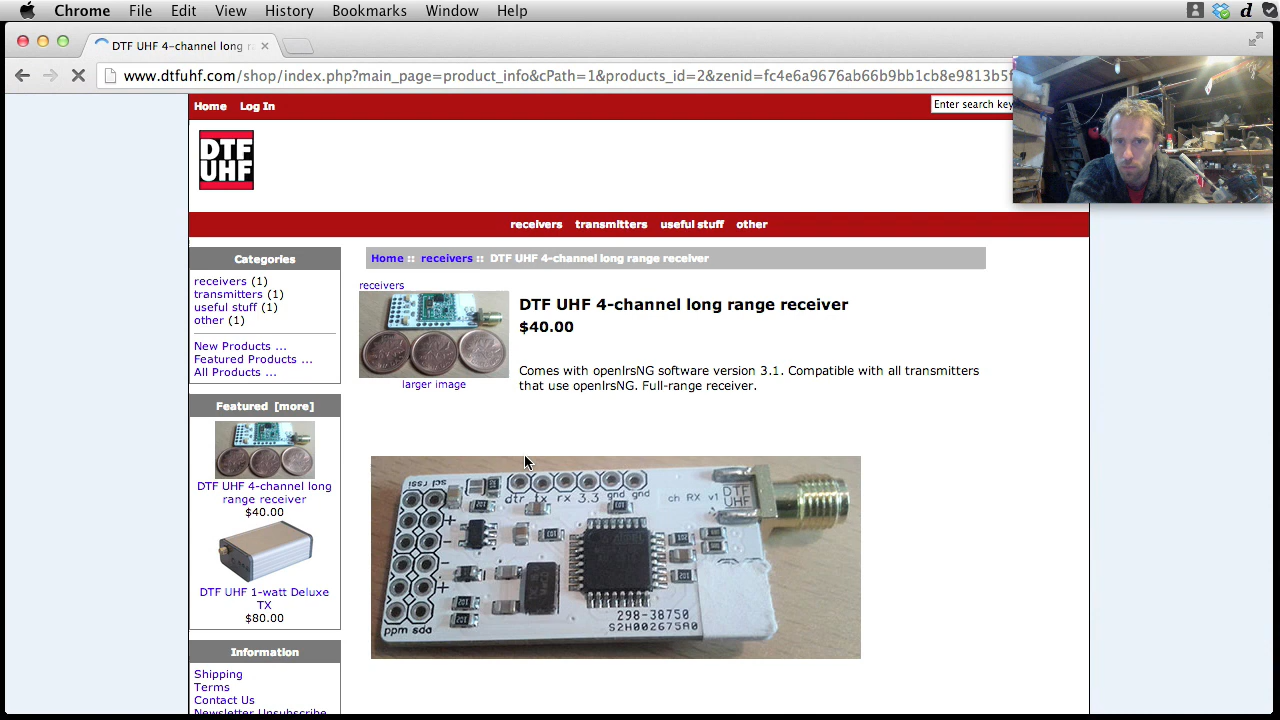 Chrome File Edit View History Bookmarks Window Help
DTF UHF 4-channel long r
www.dtfuhf.com/shop/index.php?main_page=product_info&cPath=1&products_id=2&zenid=fc4e6a9676ab66b9bb1cb8e9813b5f
Home Log In
Enter search key
DTF
UHF
receivers transmitters useful stuff other
Categories
receivers (1)
transmitters (1)
useful stuff (1)
other (1)
New Products ...
Featured Products ...
All Products ...
Featured [more]
DTF UHF 4-channel long
range receiver
$40.00
DTF UHF 1-watt Deluxe
TX
$80.00
Information
Shipping
Terms
Contact Us
Newsletter Unsubscribe
Home :: receivers :: DTF UHF 4-channel long range receiver
receivers
larger image
DTF UHF 4-channel long range receiver
$40.00
Comes with openlrsNG software version 3.1. Compatible with all transmitters
that use openlrsNG. Full-range receiver.
scl rssi
dtr tx rx 3.3 gnd gnd
ch RX v1
DTF
UHF
298-38750
S2H002675A0
ppm sda